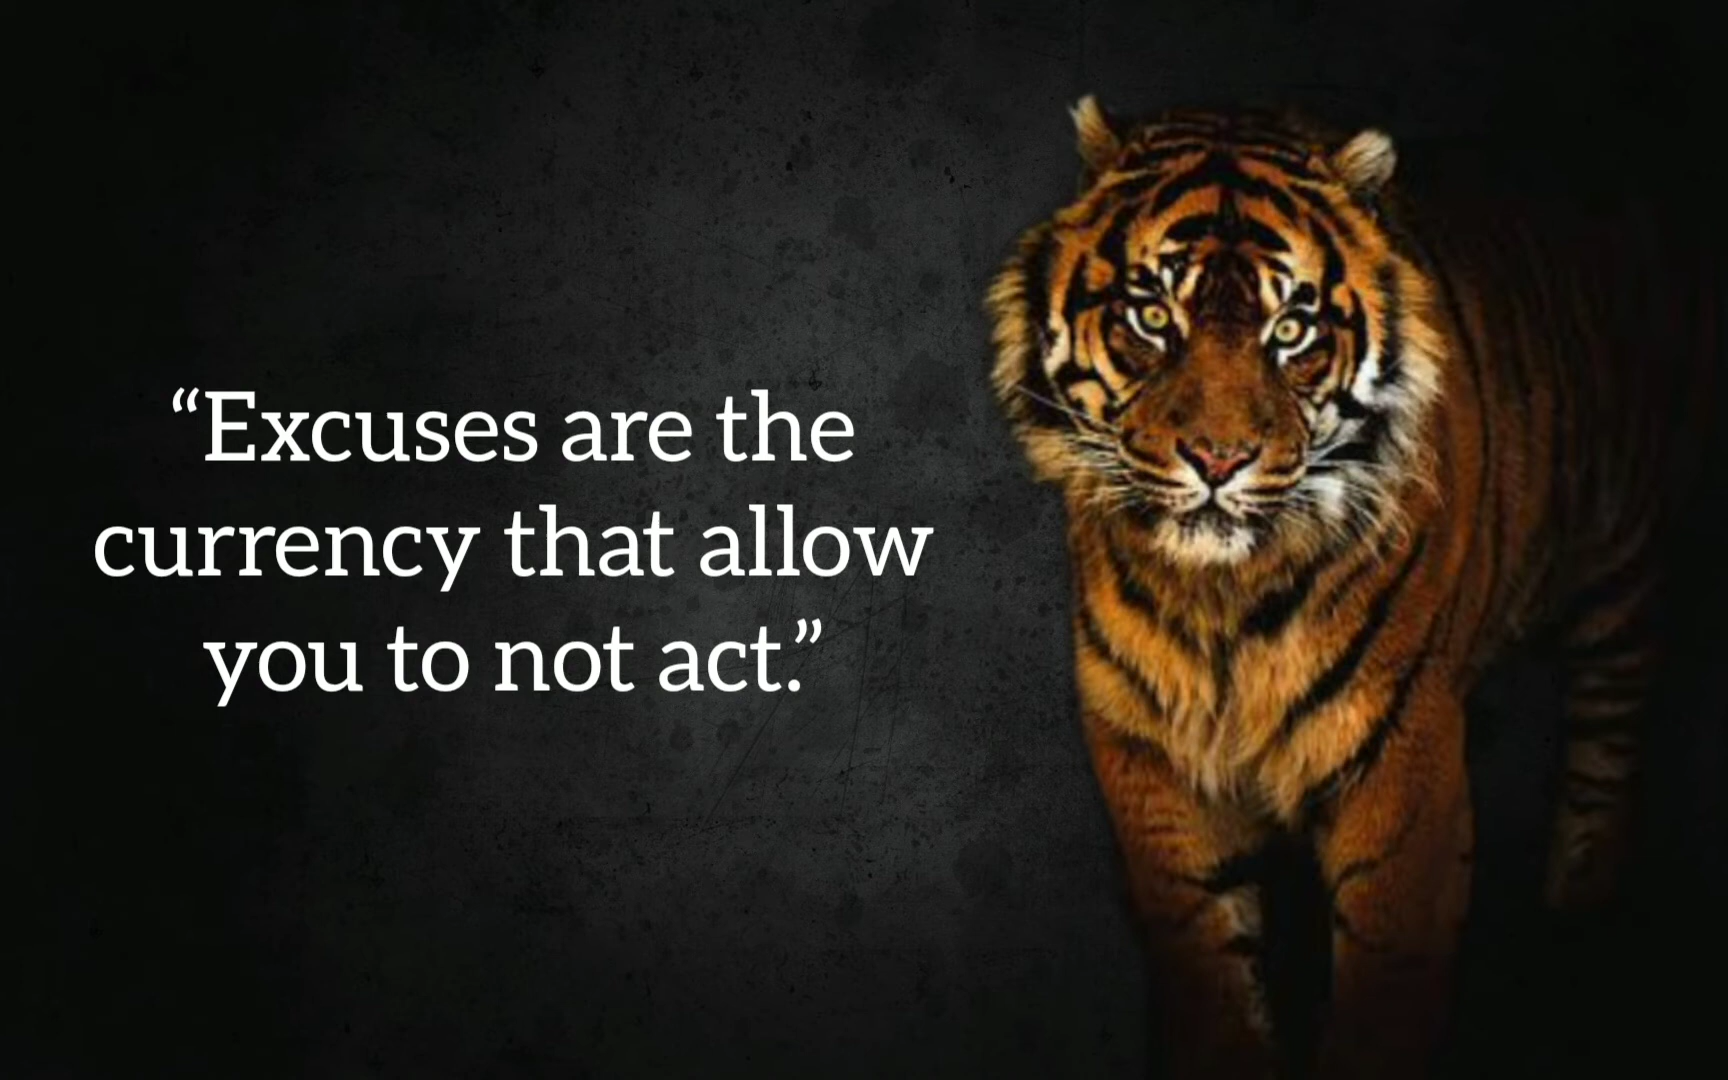 “Excuses are the
currency that allow
you to not act.”